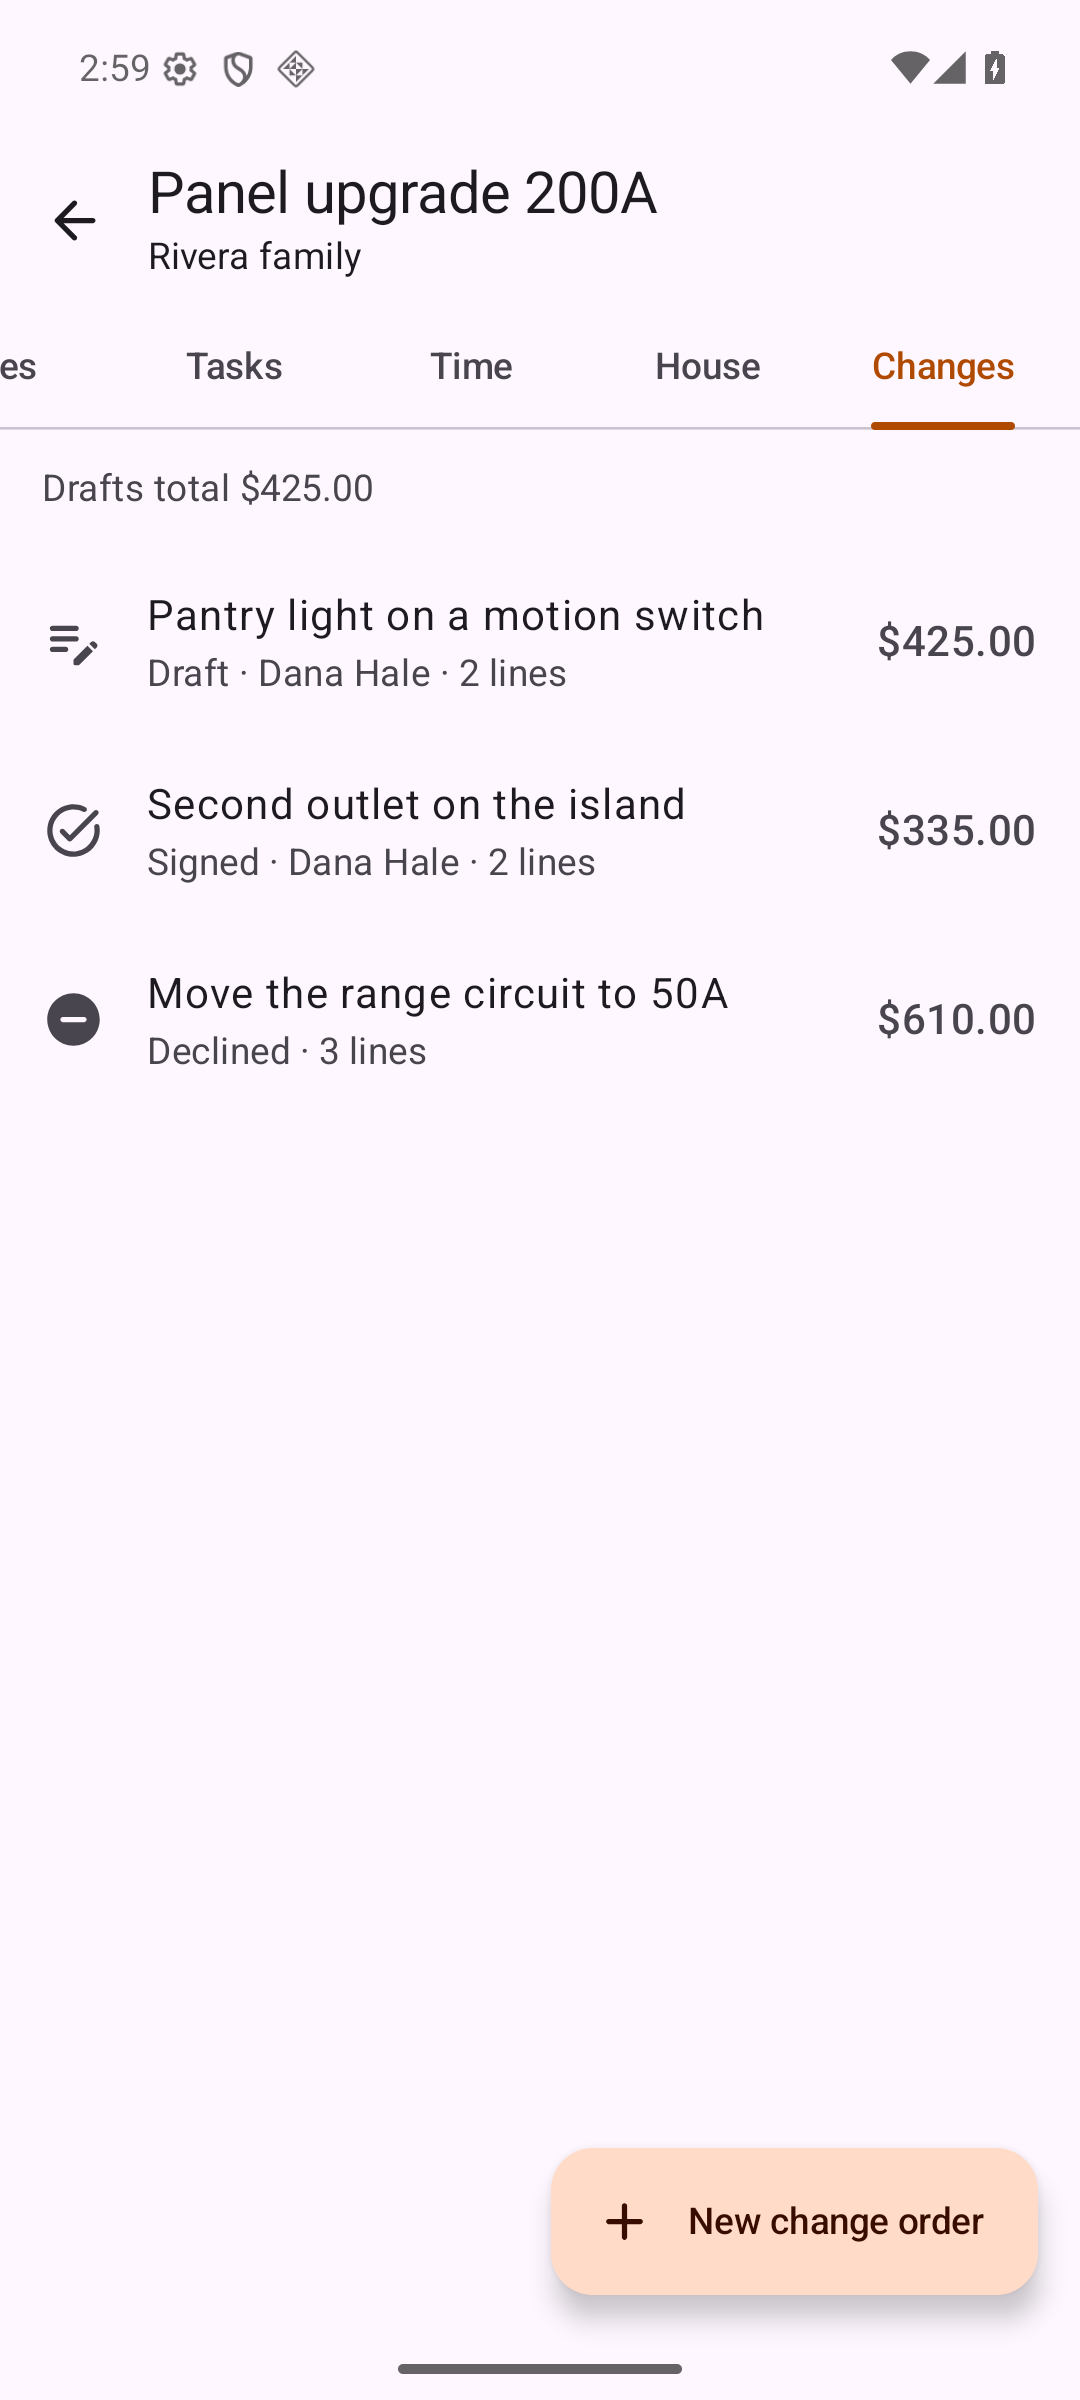 2:59
Panel upgrade 200A
Rivera family
es
Tasks
Time
House
Changes
Drafts total $425.00
Pantry light on a motion switch
Draft · Dana Hale · 2 lines
$425.00
Second outlet on the island
Signed · Dana Hale · 2 lines
$335.00
Move the range circuit to 50A
Declined · 3 lines
$610.00
New change order